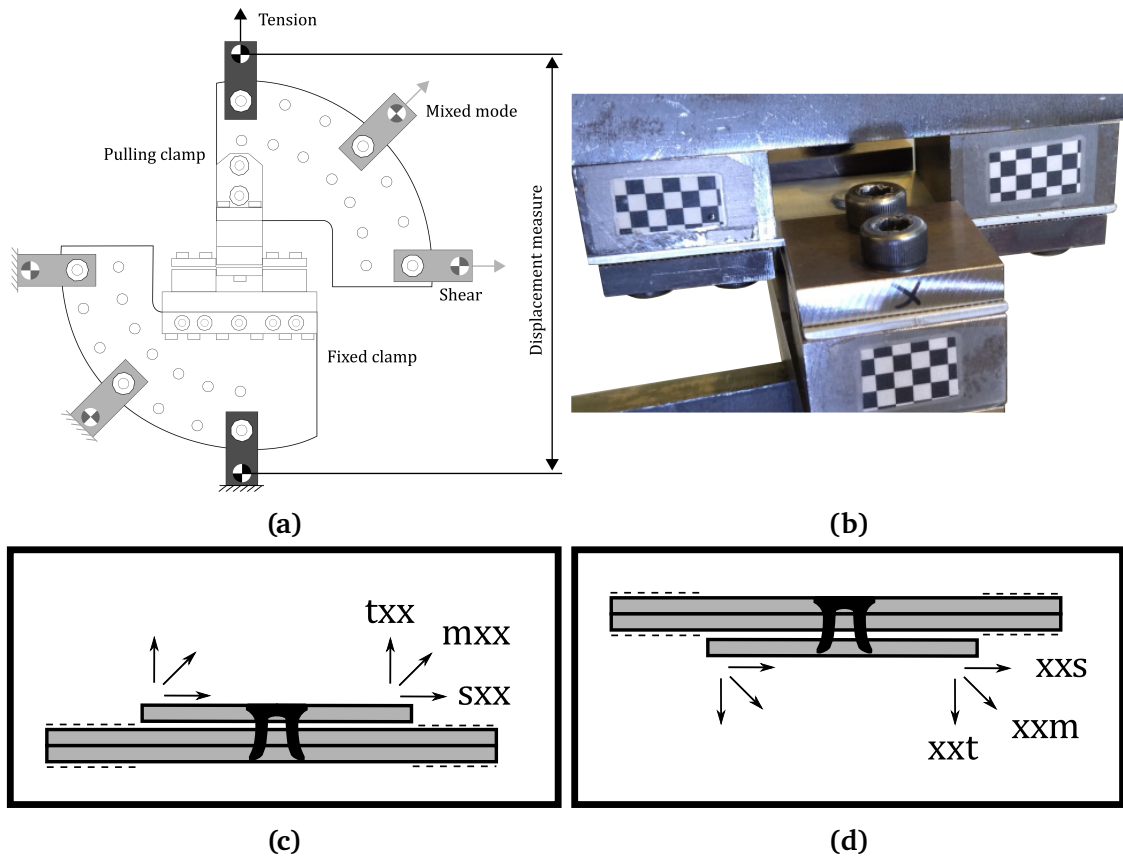 Tension
Mixed mode
Pulling clamp
Displacement measure
Shear
Fixed clamp
(a)
(b)
txx
mxx
sxx
xxs
xxm
xxt
(c)
(d)